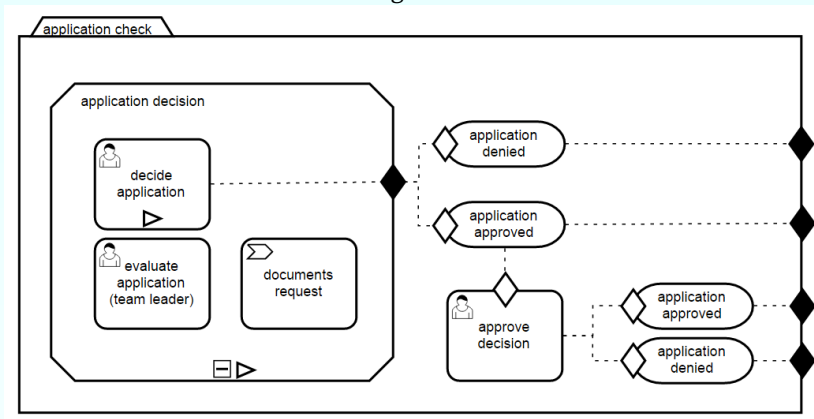 application check
application decision
decide
application
evaluate
application
(team leader)
documents
request
application
denied
application
approved
approve
decision
application
approved
application
denied